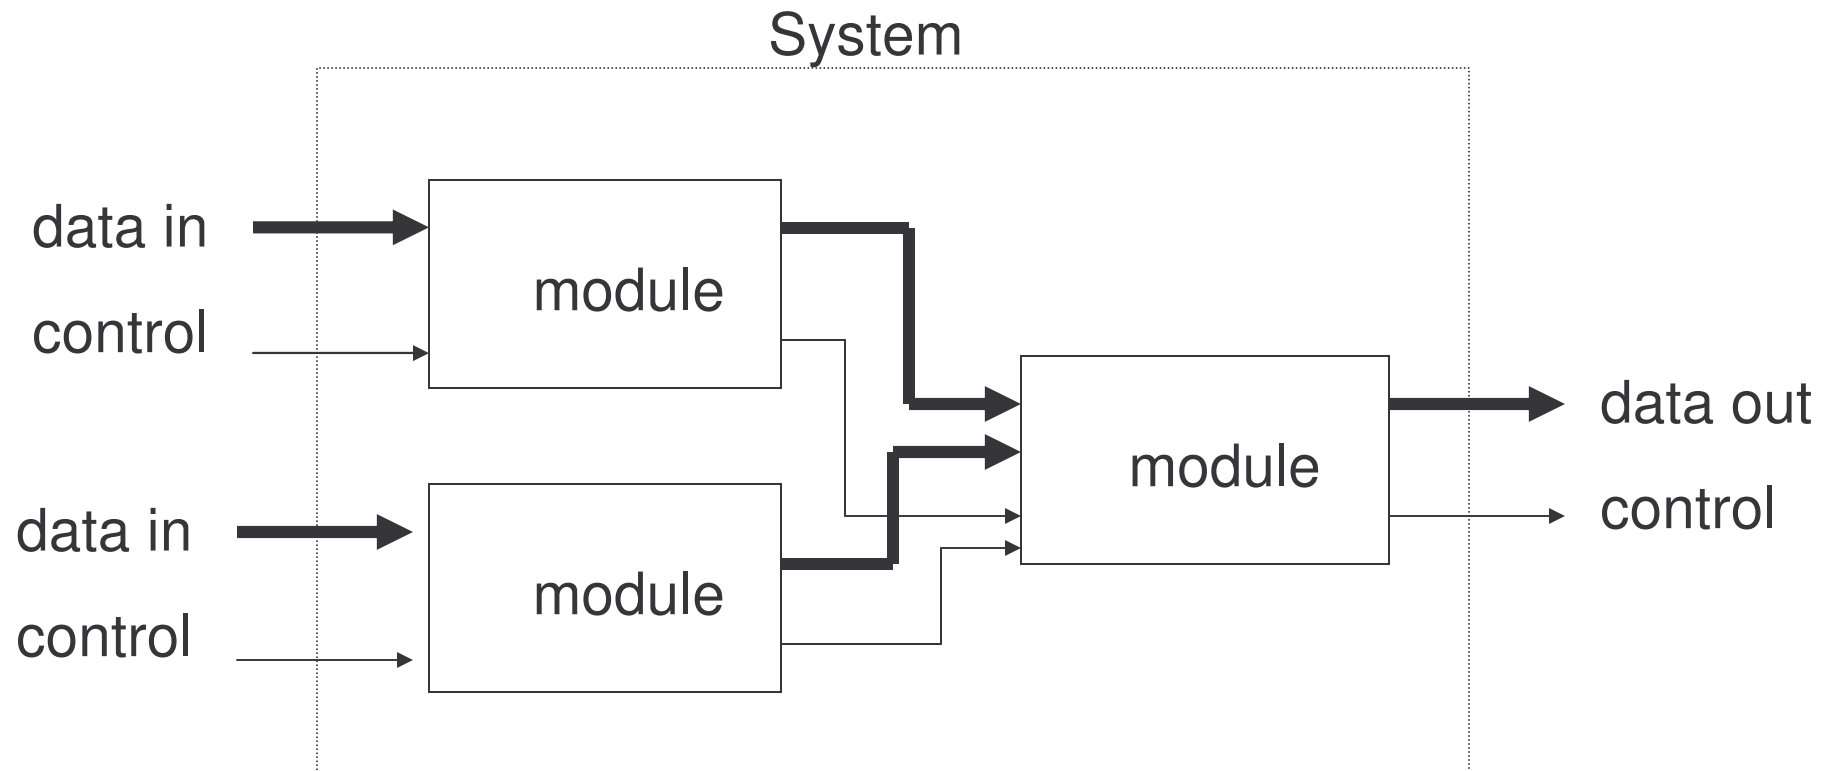 System
data in
module
control
data out
module
data in
control
module
control